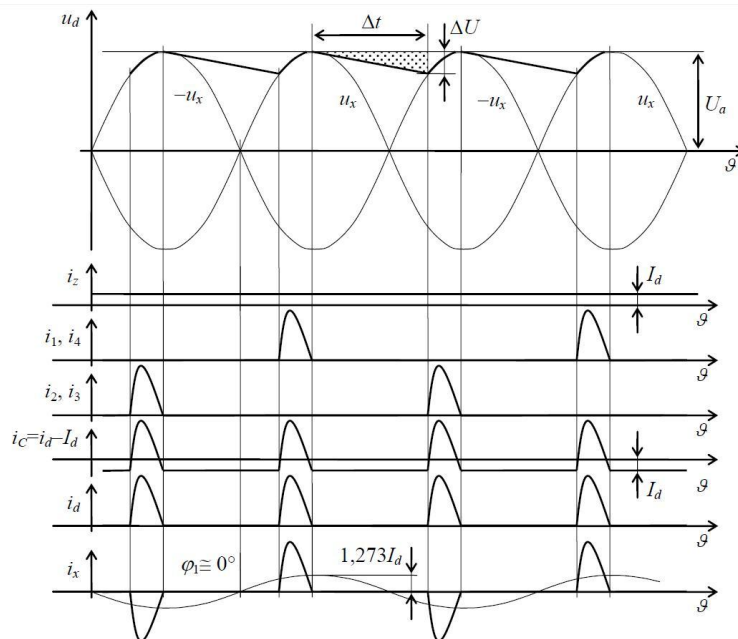 u_d
Δt
ΔU
−u_x
u_x
−u_x
u_x
U_a
ϑ
i_z
I_d
ϑ
i_1, i_4
ϑ
i_2, i_3
ϑ
i_C=i_d−I_d
I_d
ϑ
i_d
ϑ
i_x
φ_1≅0°
1,273I_d
ϑ